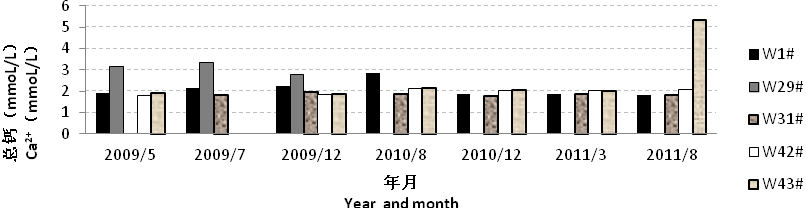 总钙（mmoL/L）
Ca²⁺（mmoL/L）
6
5
4
3
2
1
0
2009/5 2009/7 2009/12 2010/8 2010/12 2011/3 2011/8
年月
Year and month
W1#
W29#
W31#
W42#
W43#